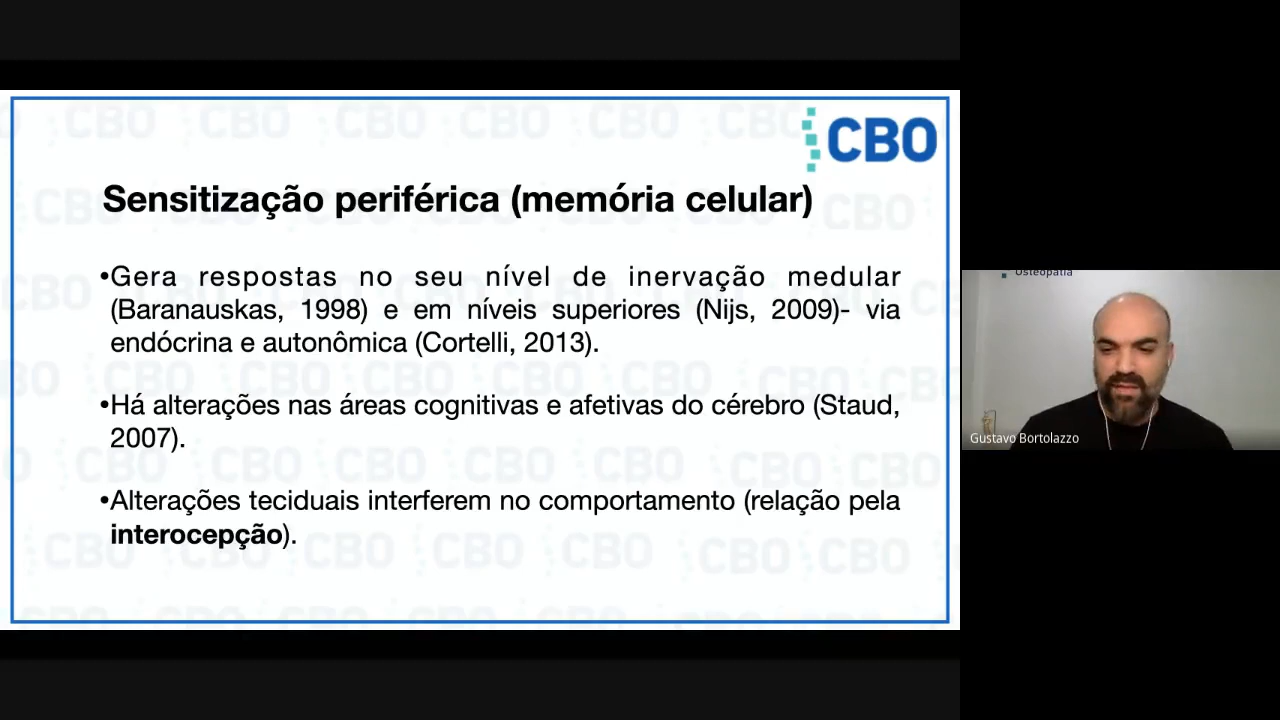 CBO
Sensitização periférica (memória celular)
•Gera respostas no seu nível de inervação medular
(Baranauskas, 1998) e em níveis superiores (Nijs, 2009)- via
endócrina e autonômica (Cortelli, 2013).
•Há alterações nas áreas cognitivas e afetivas do cérebro (Staud,
2007).
•Alterações teciduais interferem no comportamento (relação pela
interocepção).
Osteopatia
Gustavo Bortolazzo